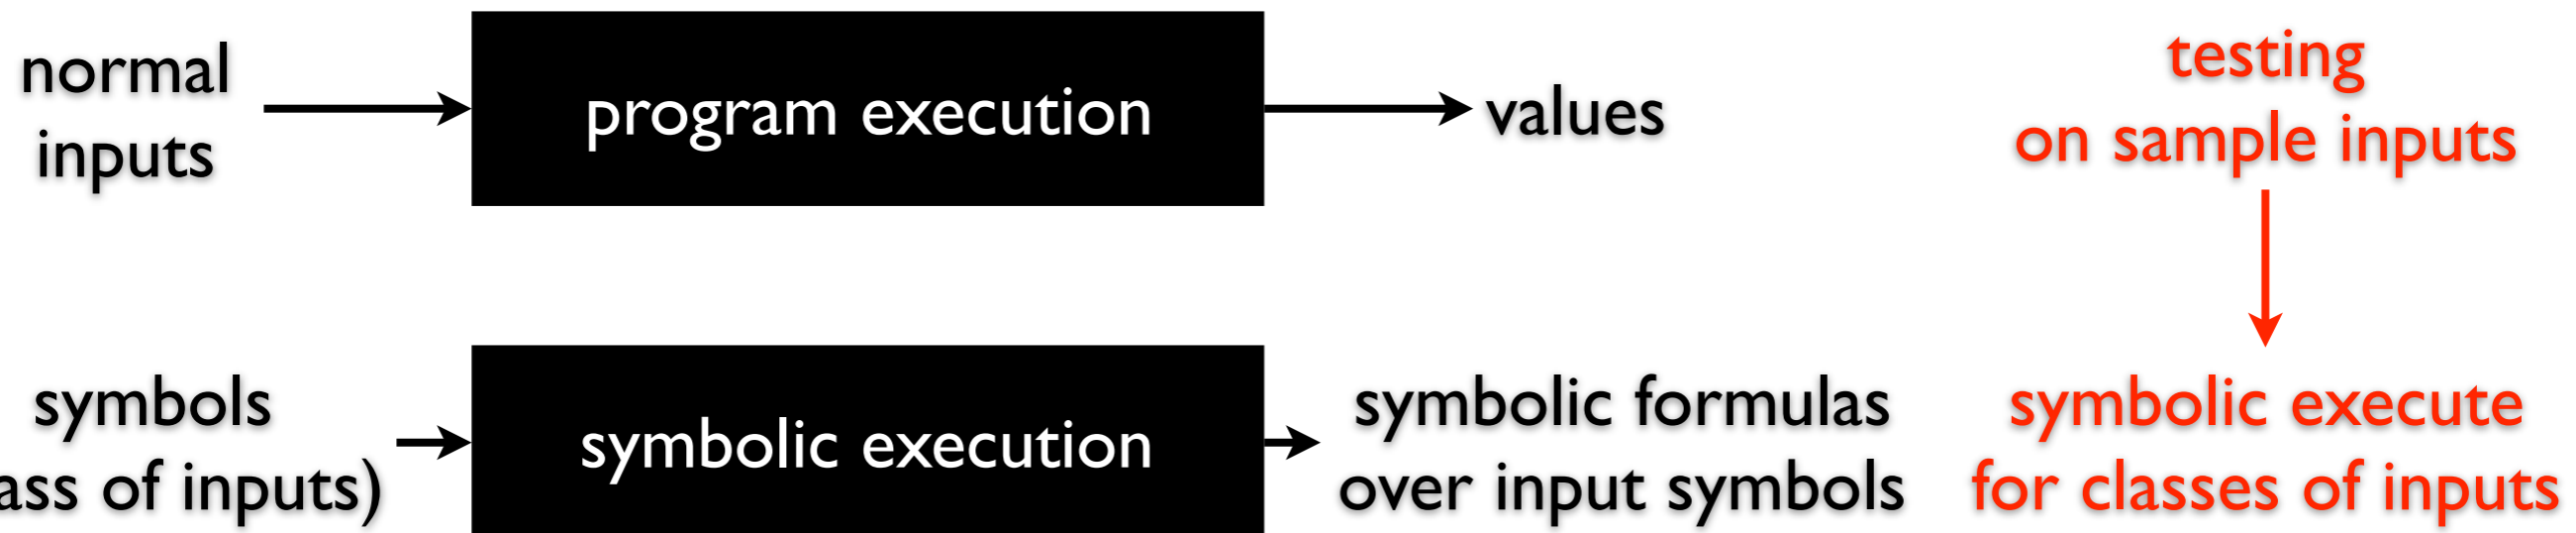 normal
inputs
program execution
values
testing
on sample inputs
symbols
ass of inputs)
symbolic execution
symbolic formulas
over input symbols
symbolic execute
for classes of inputs